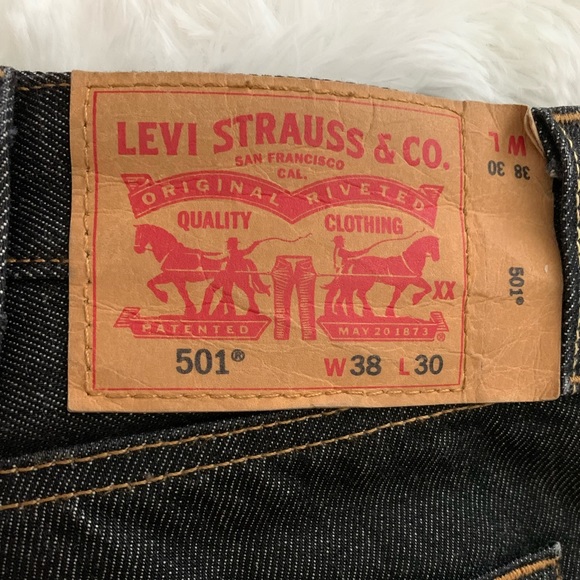 LEVI STRAUSS & CO.
SAN FRANCISCO
CAL.
ORIGINAL RIVETED
QUALITY CLOTHING
XX
PATENTED MAY 20 1873 ®
501® W38 L30
W L
38 30
501®